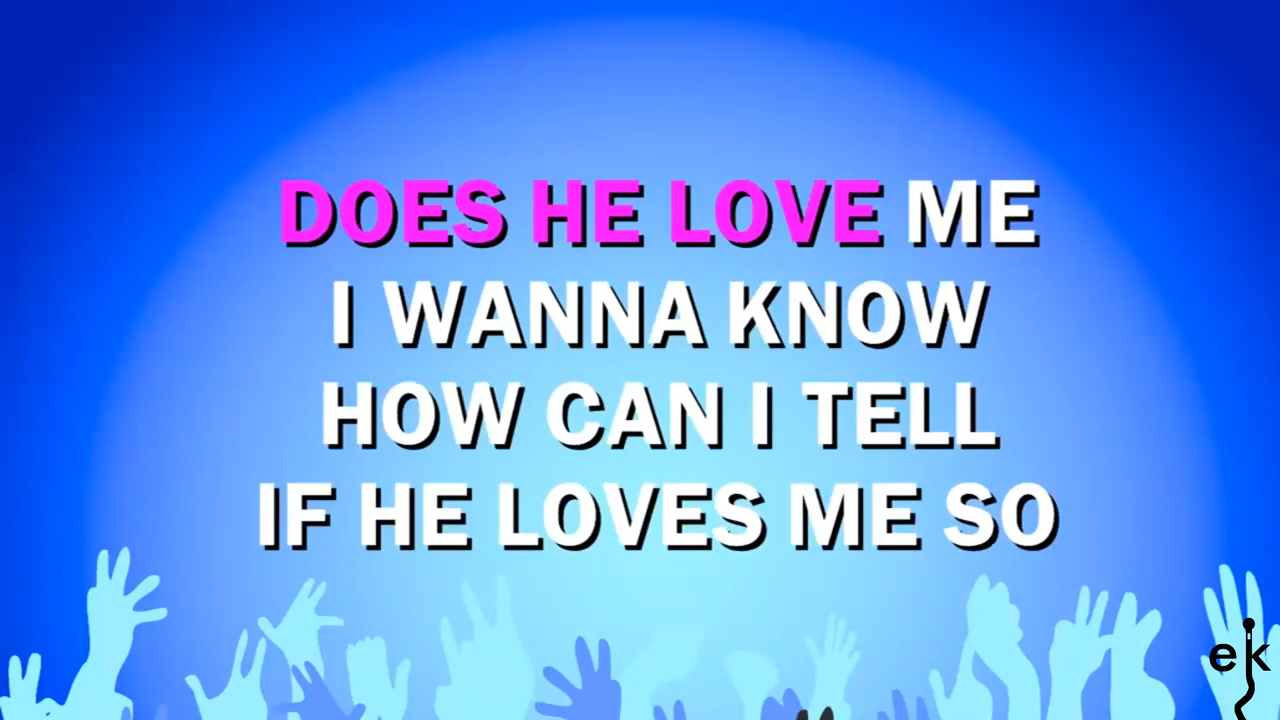 DOES HE LOVE ME
I WANNA KNOW
HOW CAN I TELL
IF HE LOVES ME SO
ek